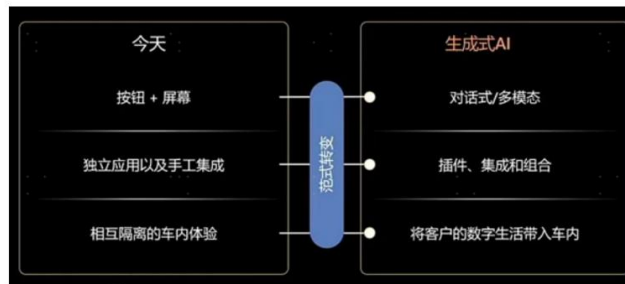 今天
按钮 + 屏幕
独立应用以及手工集成
相互隔离的车内体验
范式转变
生成式AI
对话式/多模态
插件、集成和组合
将客户的数字生活带入车内